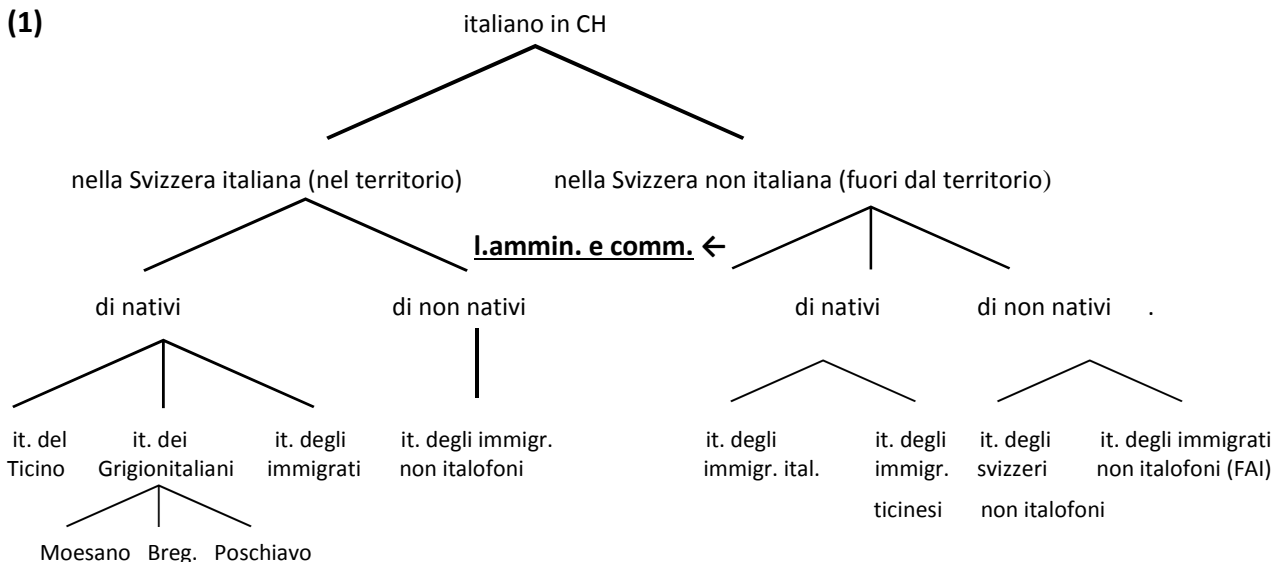 (1) italiano in CH
nella Svizzera italiana (nel territorio) nella Svizzera non italiana (fuori dal territorio)
l.ammin. e comm. ←
di nativi di non nativi di nativi di non nativi .
it. del it. dei it. degli it. degli immigr. it. degli it. degli it. degli it. degli immigrati
Ticino Grigionitaliani immigrati non italofoni immigr. ital. immigr. svizzeri non italofoni (FAI)
ticinesi non italofoni
Moesano Breg. Poschiavo